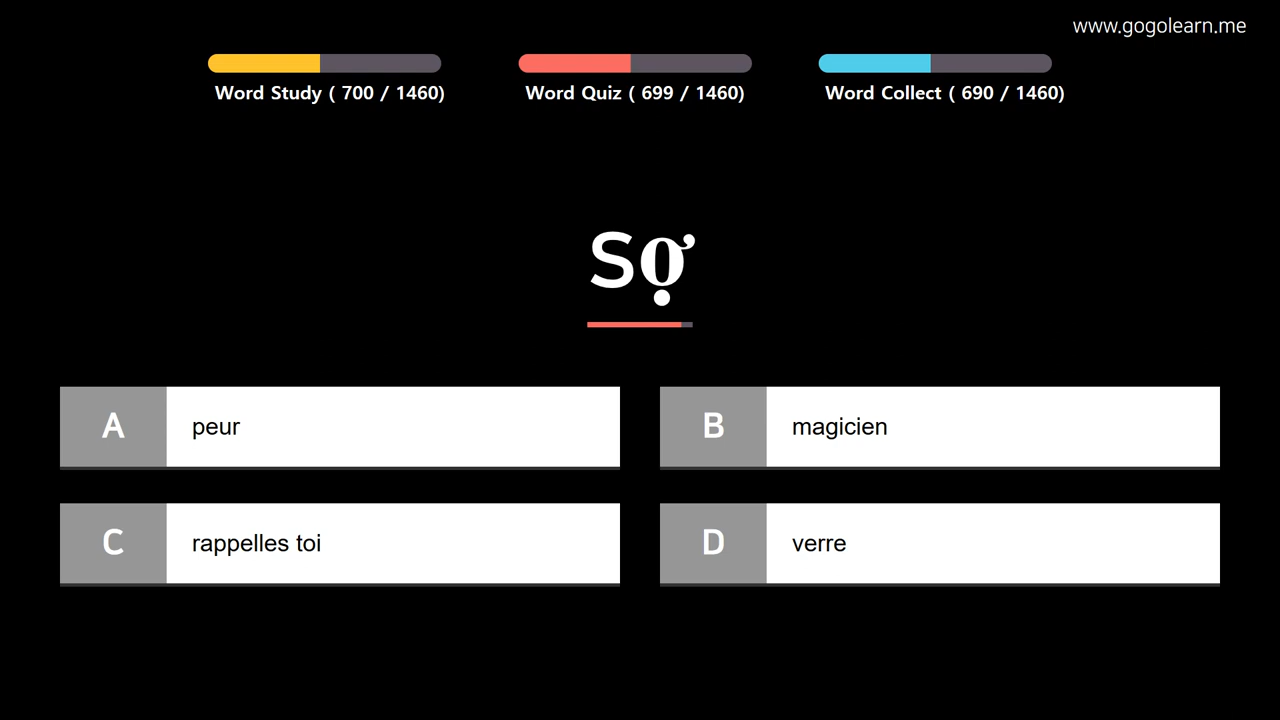 www.gogolearn.me
Word Study ( 700 / 1460)
Word Quiz ( 699 / 1460)
Word Collect ( 690 / 1460)
Sợ
A peur
B magicien
C rappelles toi
D verre